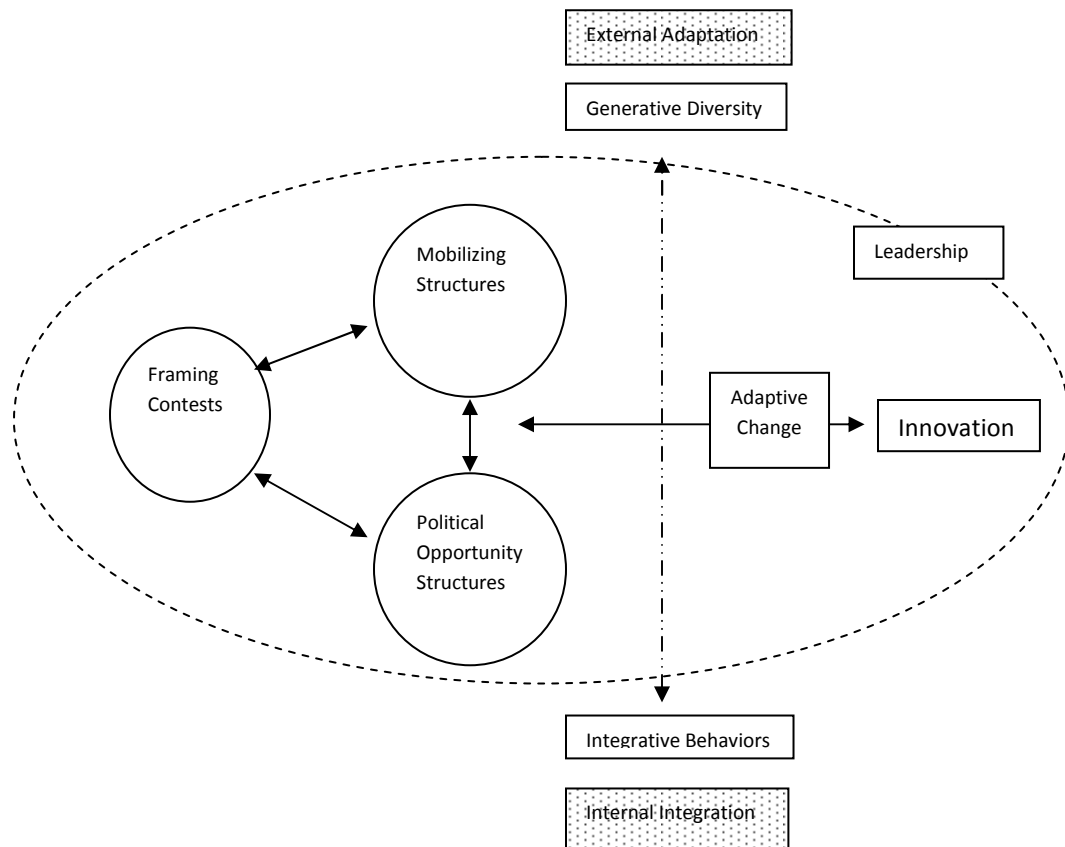 External Adaptation
Generative Diversity
Leadership
Mobilizing
Structures
Framing
Contests
Adaptive
Change
Innovation
Political
Opportunity
Structures
Integrative Behaviors
Internal Integration